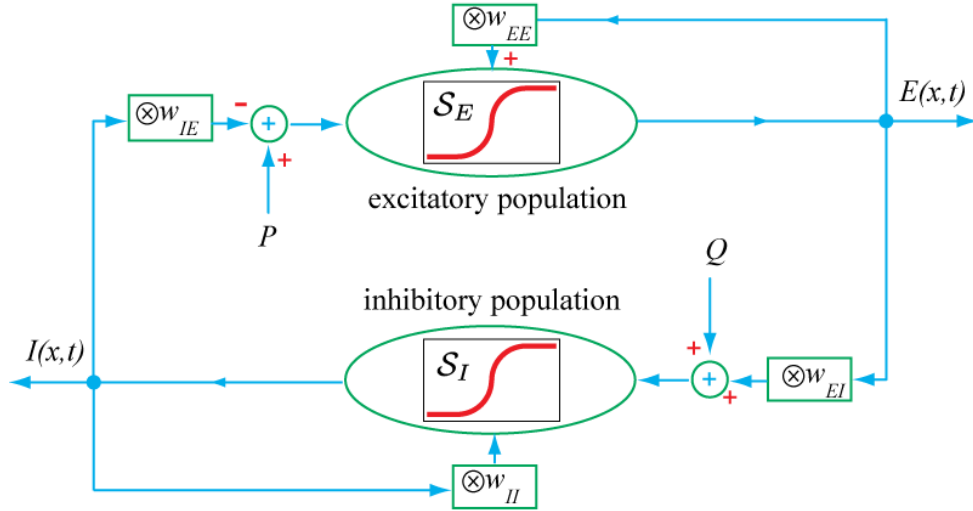 ⊗w_EE
+
E(x,t)
⊗w_IE
-
+
S_E
+
excitatory population
P
Q
inhibitory population
I(x,t)
+
S_I
+
⊗w_EI
+
⊗w_II